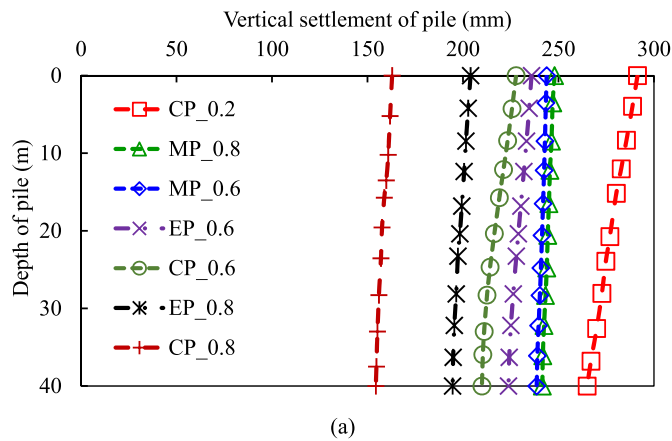 Vertical settlement of pile (mm)
0 50 100 150 200 250 300
0
10
20
30
40
Depth of pile (m)
CP_0.2
MP_0.8
MP_0.6
EP_0.6
CP_0.6
EP_0.8
CP_0.8
(a)